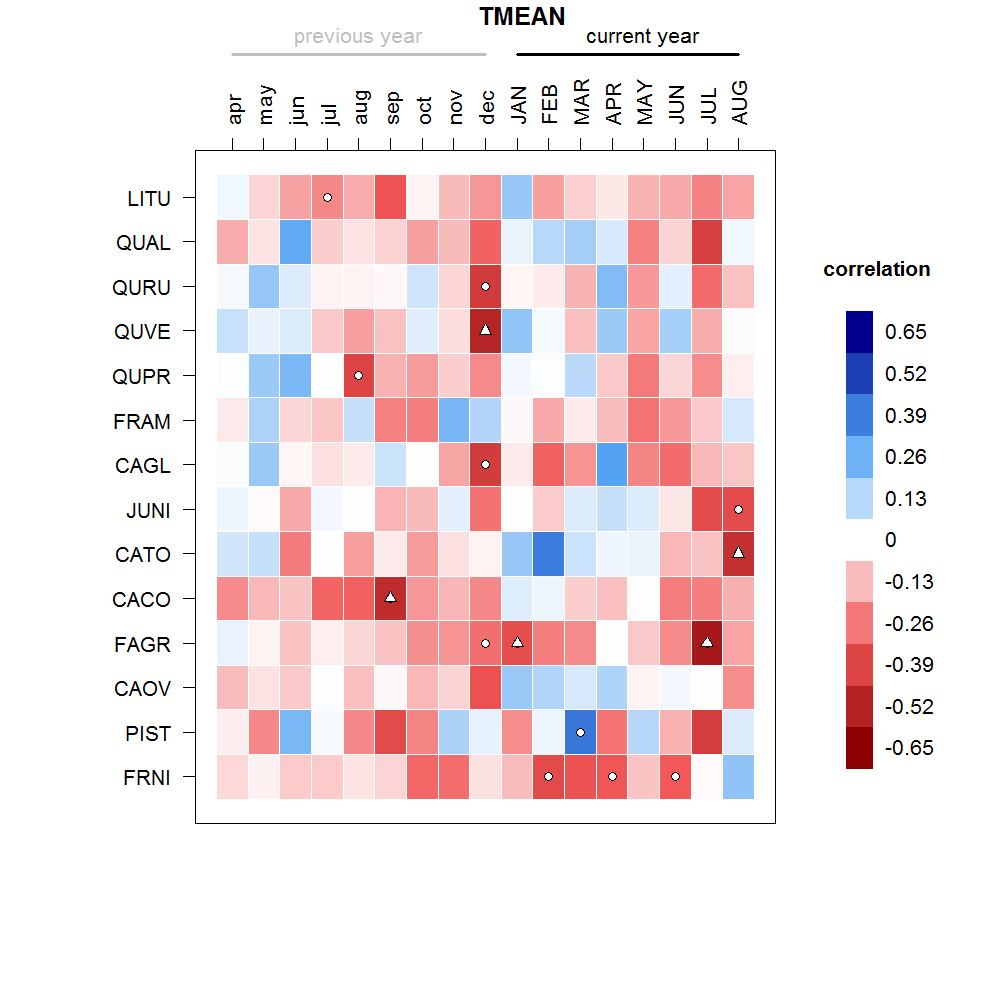 TMEAN
previous year current year
apr may jun jul aug sep oct nov dec JAN FEB MAR APR MAY JUN JUL AUG
LITU
QUAL
QURU
QUVE
QUPR
FRAM
CAGL
JUNI
CATO
CACO
FAGR
CAOV
PIST
FRNI
correlation
0.65
0.52
0.39
0.26
0.13
0
-0.13
-0.26
-0.39
-0.52
-0.65